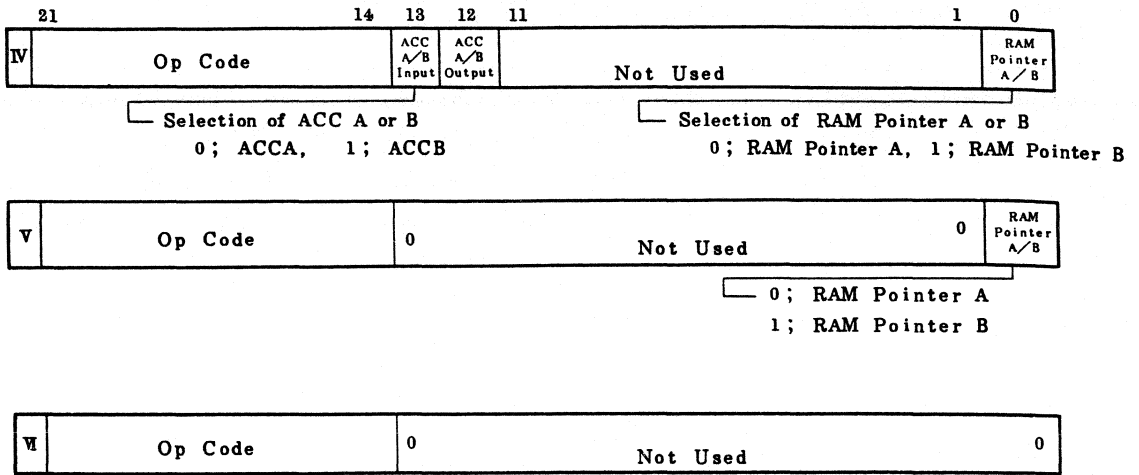 21 14 13 12 11 1 0
Ⅳ Op Code ACC A/B Input ACC A/B Output Not Used RAM Pointer A/B
Selection of ACC A or B Selection of RAM Pointer A or B
0; ACCA, 1; ACCB 0; RAM Pointer A, 1; RAM Pointer B
Ⅴ Op Code 0 Not Used 0 RAM Pointer A/B
0; RAM Pointer A
1; RAM Pointer B
Ⅵ Op Code 0 Not Used 0